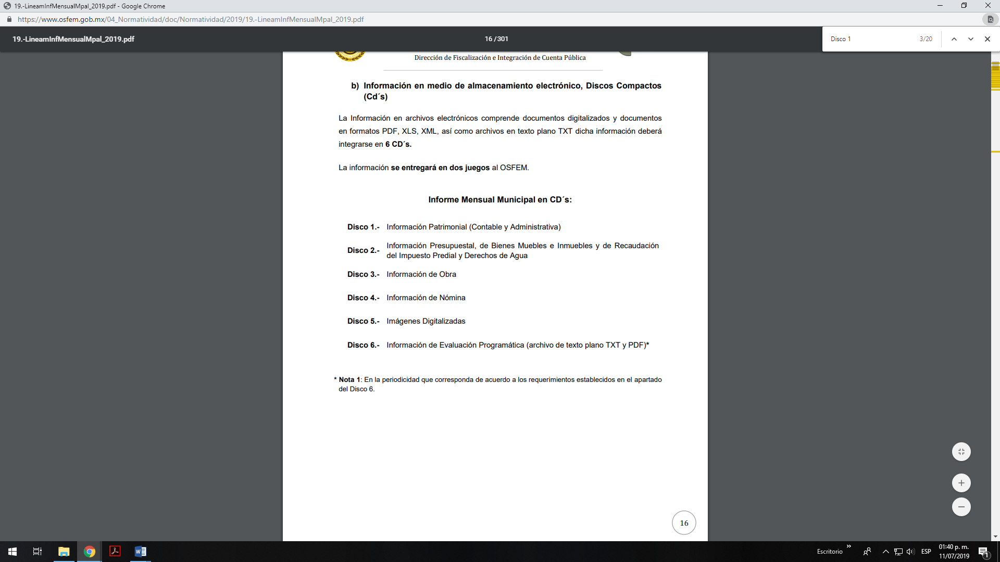 19.-LineamInfMensualMpal_2019.pdf - Google Chrome
https://www.osfem.gob.mx/04_Normatividad/doc/Normatividad/2019/19.-LineamInfMensualMpal_2019.pdf
19.-LineamInfMensualMpal_2019.pdf
16 / 301
Disco 1
3/20
Dirección de Fiscalización e Integración de Cuenta Pública
b) Información en medio de almacenamiento electrónico, Discos Compactos
(Cd´s)
La Información en archivos electrónicos comprende documentos digitalizados y documentos
en formatos PDF, XLS, XML, así como archivos en texto plano TXT dicha información deberá
integrarse en 6 CD´s.
La información se entregará en dos juegos al OSFEM.
Informe Mensual Municipal en CD´s:
Disco 1.- Información Patrimonial (Contable y Administrativa)
Disco 2.- Información Presupuestal, de Bienes Muebles e Inmuebles y de Recaudación
del Impuesto Predial y Derechos de Agua
Disco 3.- Información de Obra
Disco 4.- Información de Nómina
Disco 5.- Imágenes Digitalizadas
Disco 6.- Información de Evaluación Programática (archivo de texto plano TXT y PDF)*
* Nota 1: En la periodicidad que corresponda de acuerdo a los requerimientos establecidos en el apartado
del Disco 6.
16
Escritorio
ESP
01:40 p. m.
11/07/2019
1